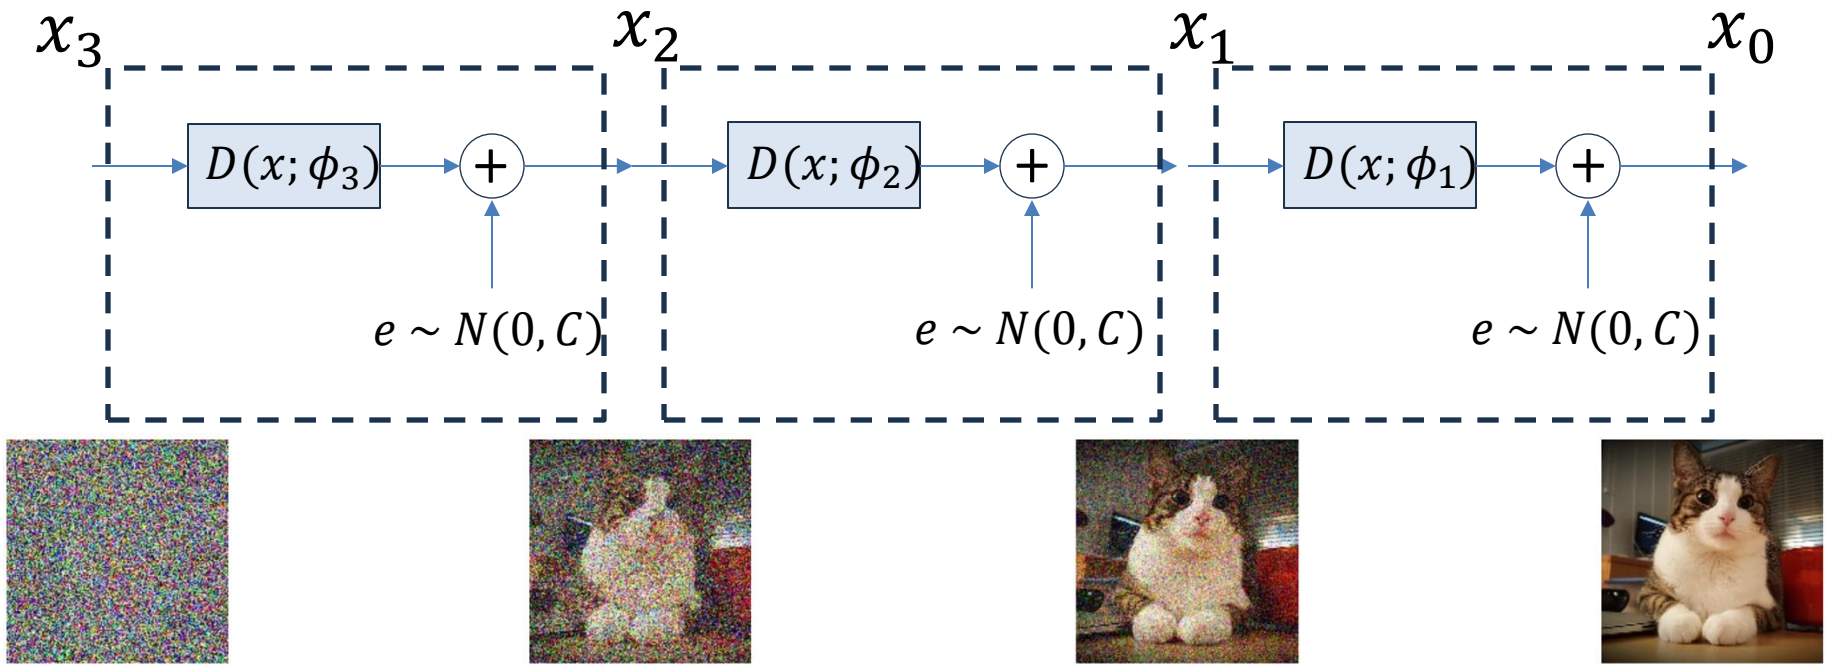 x₃ x₂ x₁ x₀
D(x; ϕ₃) + D(x; ϕ₂) + D(x; ϕ₁) +
e ~ N(0, C) e ~ N(0, C) e ~ N(0, C)